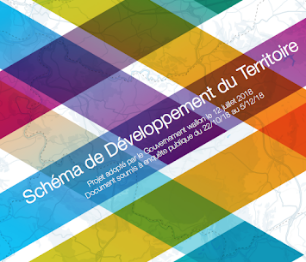 Schéma de Développement du Territoire
Projet adopté par le Gouvernement wallon le 12 juillet 2018
Document soumis à enquête publique du 22/10/18 au 5/12/18